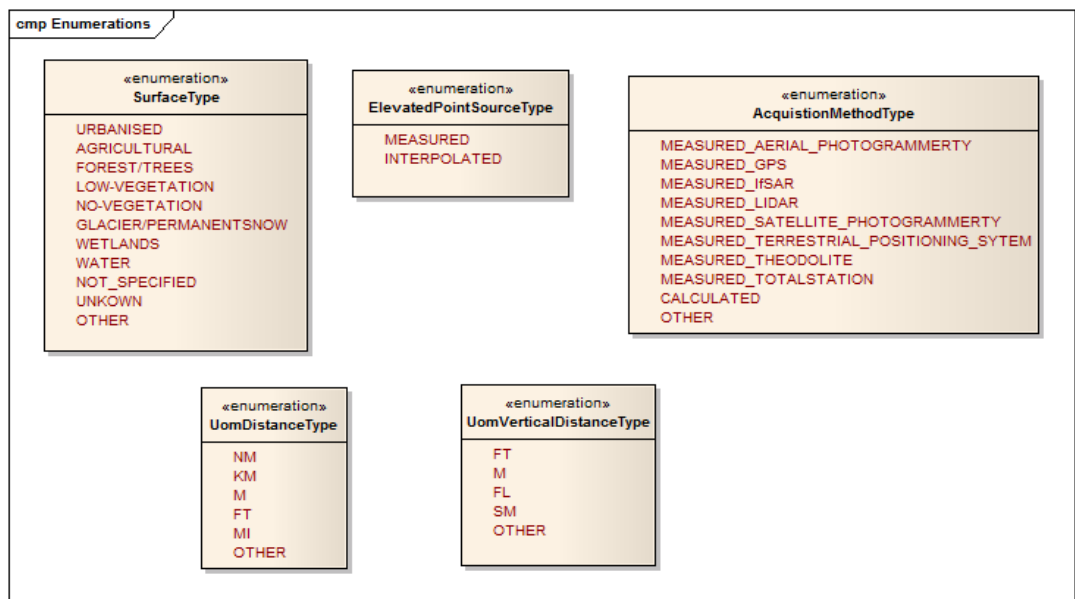 cmp Enumerations
«enumeration»
SurfaceType
URBANISED
AGRICULTURAL
FOREST/TREES
LOW-VEGETATION
NO-VEGETATION
GLACIER/PERMANENTSNOW
WETLANDS
WATER
NOT_SPECIFIED
UNKOWN
OTHER
«enumeration»
ElevatedPointSourceType
MEASURED
INTERPOLATED
«enumeration»
AcquistionMethodType
MEASURED_AERIAL_PHOTOGRAMMERTY
MEASURED_GPS
MEASURED_IfSAR
MEASURED_LIDAR
MEASURED_SATELLITE_PHOTOGRAMMERTY
MEASURED_TERRESTRIAL_POSITIONING_SYTEM
MEASURED_THEODOLITE
MEASURED_TOTALSTATION
CALCULATED
OTHER
«enumeration»
UomDistanceType
NM
KM
M
FT
MI
OTHER
«enumeration»
UomVerticalDistanceType
FT
M
FL
SM
OTHER